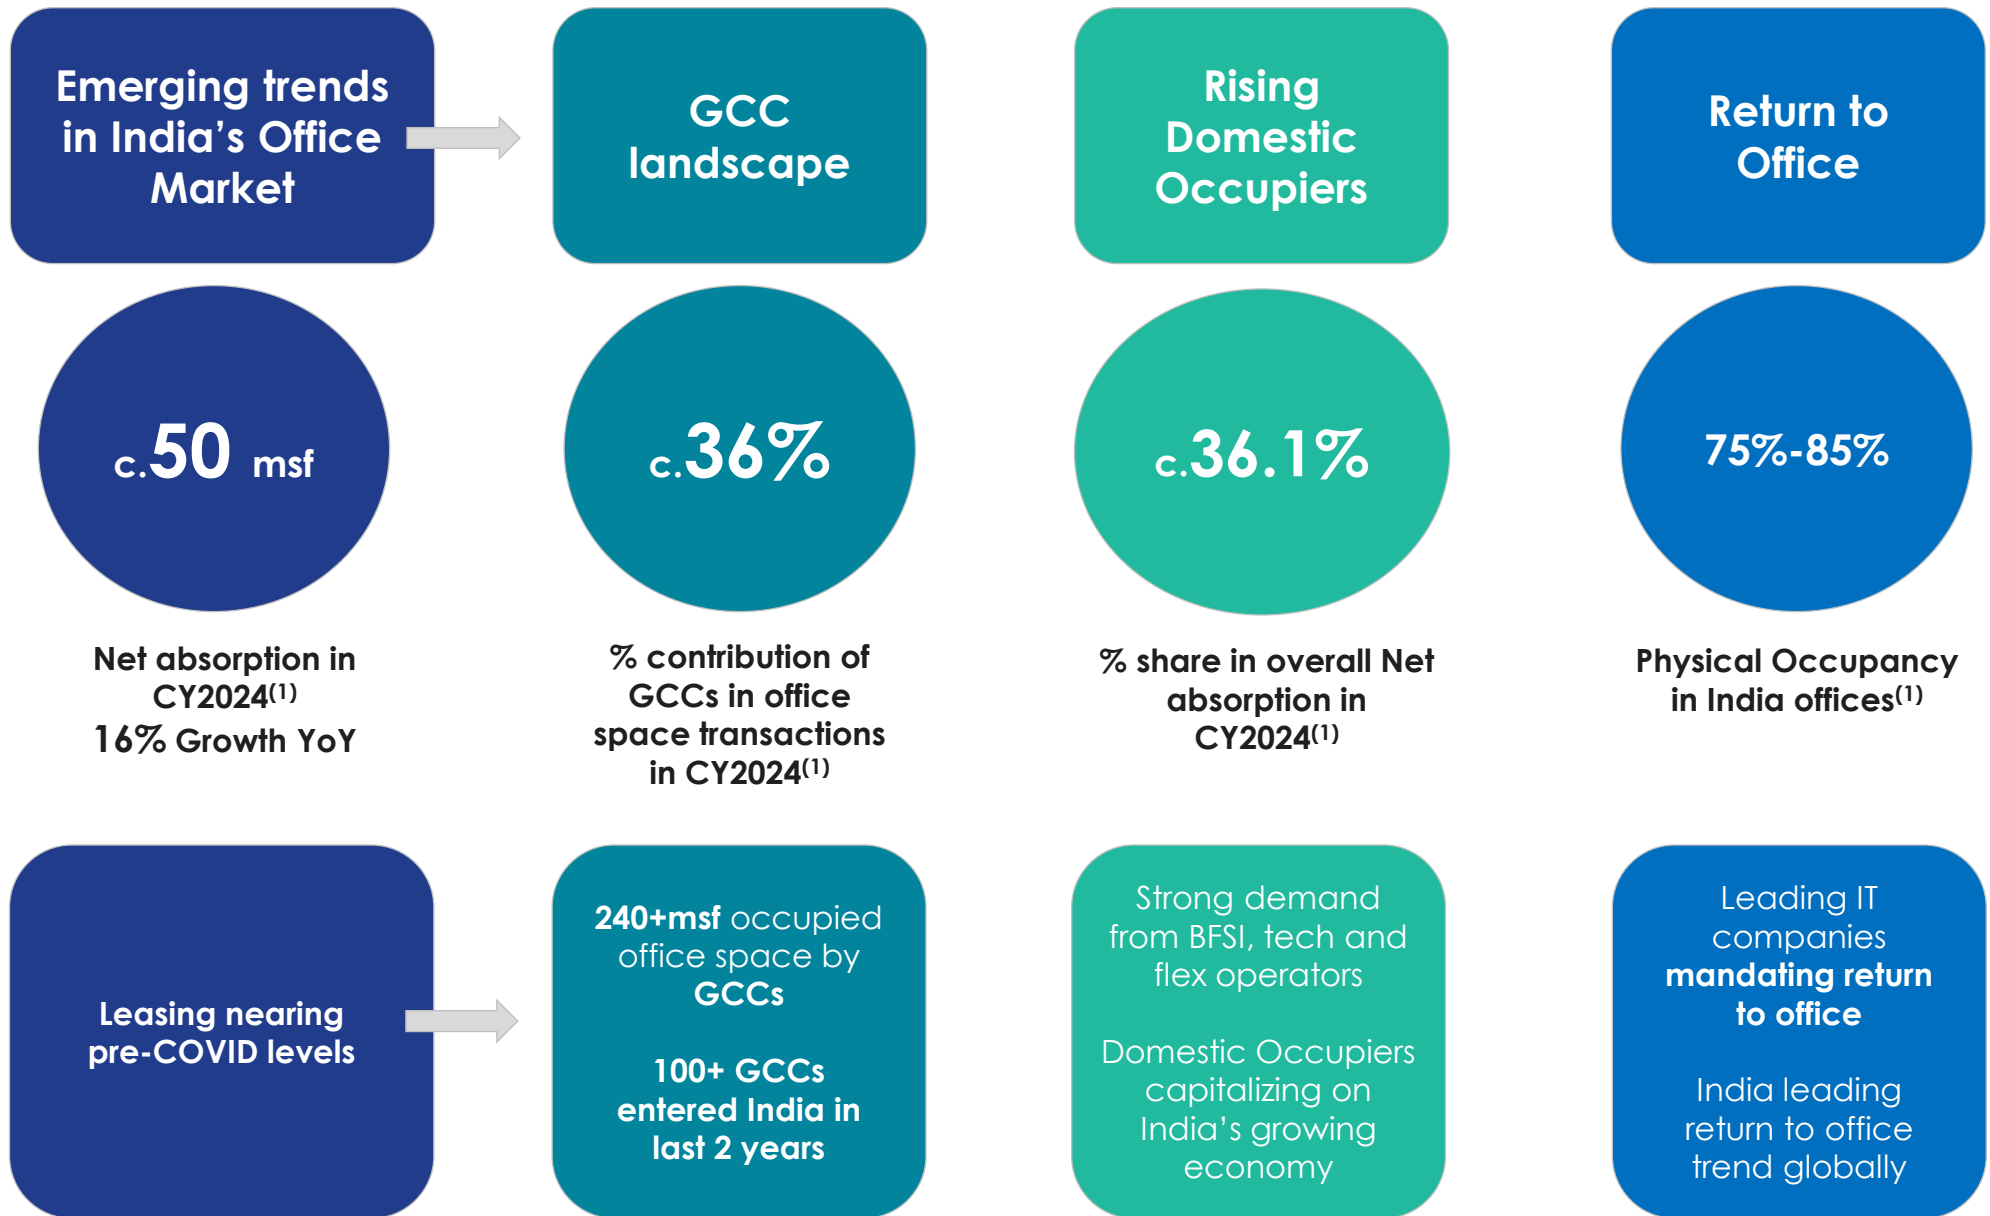 Emerging trends
in India's Office
Market
GCC
landscape
Rising
Domestic
Occupiers
Return to
Office
c.50 msf
c.36%
c.36.1%
75%-85%
Net absorption in
CY2024(1)
16% Growth YoY
% contribution of
GCCs in office
space transactions
in CY2024(1)
% share in overall Net
absorption in
CY2024(1)
Physical Occupancy
in India offices(1)
Leasing nearing
pre-COVID levels
240+msf occupied
office space by
GCCs
100+ GCCs
entered India in
last 2 years
Strong demand
from BFSI, tech and
flex operators
Domestic Occupiers
capitalizing on
India's growing
economy
Leading IT
companies
mandating return
to office
India leading
return to office
trend globally